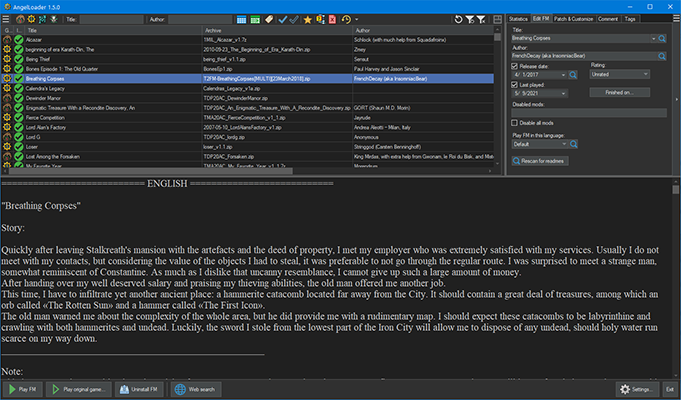 AngelLoader 1.5.0
Title:
Author:
G.. I.. Title Archive Author
Alcazar 1MIL_Alcazar_v1.7z Schlock (with much help from Squadafroinx)
beginning of era Karath-Din, The 2010-05-23_The_Beginning_of_Era_Karath-Din.zip Zirey
Being Thief being_thief_v1.1.zip Sensut
Bones Episode 1: The Old Quarter BonesEp1.zip Paul Harvey and Jason Sinclair
Breathing Corpses T2FM-BreathingCorpses[MULTI][23March2018].zip FrenchDecay (aka InsomniacBear)
Calendra's Legacy Calendras_Legacy_v1a.zip
Dewinder Manor TDP20AC_Dewinter_Manor.zip
Enigmatic Treasure With a Recondite Discovery, An TDP20AC_An_Enigmatic_Treasure_With_A_Recondite_Discovery.zip GORT (Shaun M.D. Morin)
Fierce Competition TMA20AC_FierceCompetition_v1_1.zip Jayrude
Lord Alan's Factory 2007-05-10_LordAlansFactory_v1.zip Andrea Aleotti - Milan, Italy
Lord G TDP20AC_lordg.zip Anonymous
Loser loser_v1.1.zip Stringgod (Carsten Benninghoff)
Lost Among the Forsaken TDP20AC_Forsaken.zip King Mirdas, with extra help from Gwonam, le Roi du Bisk, and Matti
My Favorite Year
Statistics Edit FM Patch & Customize Comment Tags
Title:
Breathing Corpses
Author:
FrenchDecay (aka InsomniacBear)
Release date: Rating:
4/ 1/2017 Unrated
Last played
5/ 9/2021 Finished on...
Disabled mods:
Disable all mods
Play FM in this language:
Default
Rescan for readmes
============================ ENGLISH ============================
"Breathing Corpses"
Story:
Quickly after leaving Stalkreath's mansion with the artefacts and the deed of property, I met my employer who was extremely satisfied with my services. Usually I do not
meet with my contacts, but considering the value of the objects I had to steal, it was preferable to not go through the regular route. I was surprised to meet a strange man,
somewhat reminiscent of Constantine. As much as I dislike that uncanny resemblance, I cannot give up such a large amount of money.
After handing over my well deserved salary and praising my thieving abilities, the old man offered me another job.
This time, I have to infiltrate yet another ancient place: a hammerite catacomb located far away from the City. It should contain a great deal of treasures, among which an
orb called «The Rotten Sun» and a hammer called «The First Icon».
The old man warned me about the complexity of the whole area, but he did provide me with a rudimentary map. I should expect these catacombs to be labyrinthine and
crawling with both hammerites and undead. Luckily, the sword I stole from the lowest part of the Iron City will allow me to dispose of any undead, should holy water run
scarce on my way down.
Note:
Play FM Play original game... Uninstall FM Web search Settings... Exit